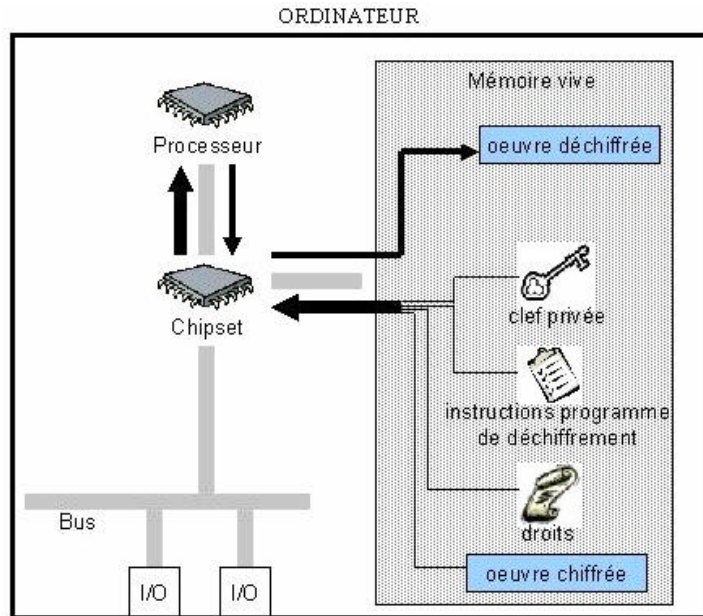 ORDINATEUR
Mémoire vive
Processeur
oeuvre déchiffrée
Chipset
clef privée
instructions programme
de déchiffrement
droits
Bus
oeuvre chiffrée
I/O
I/O